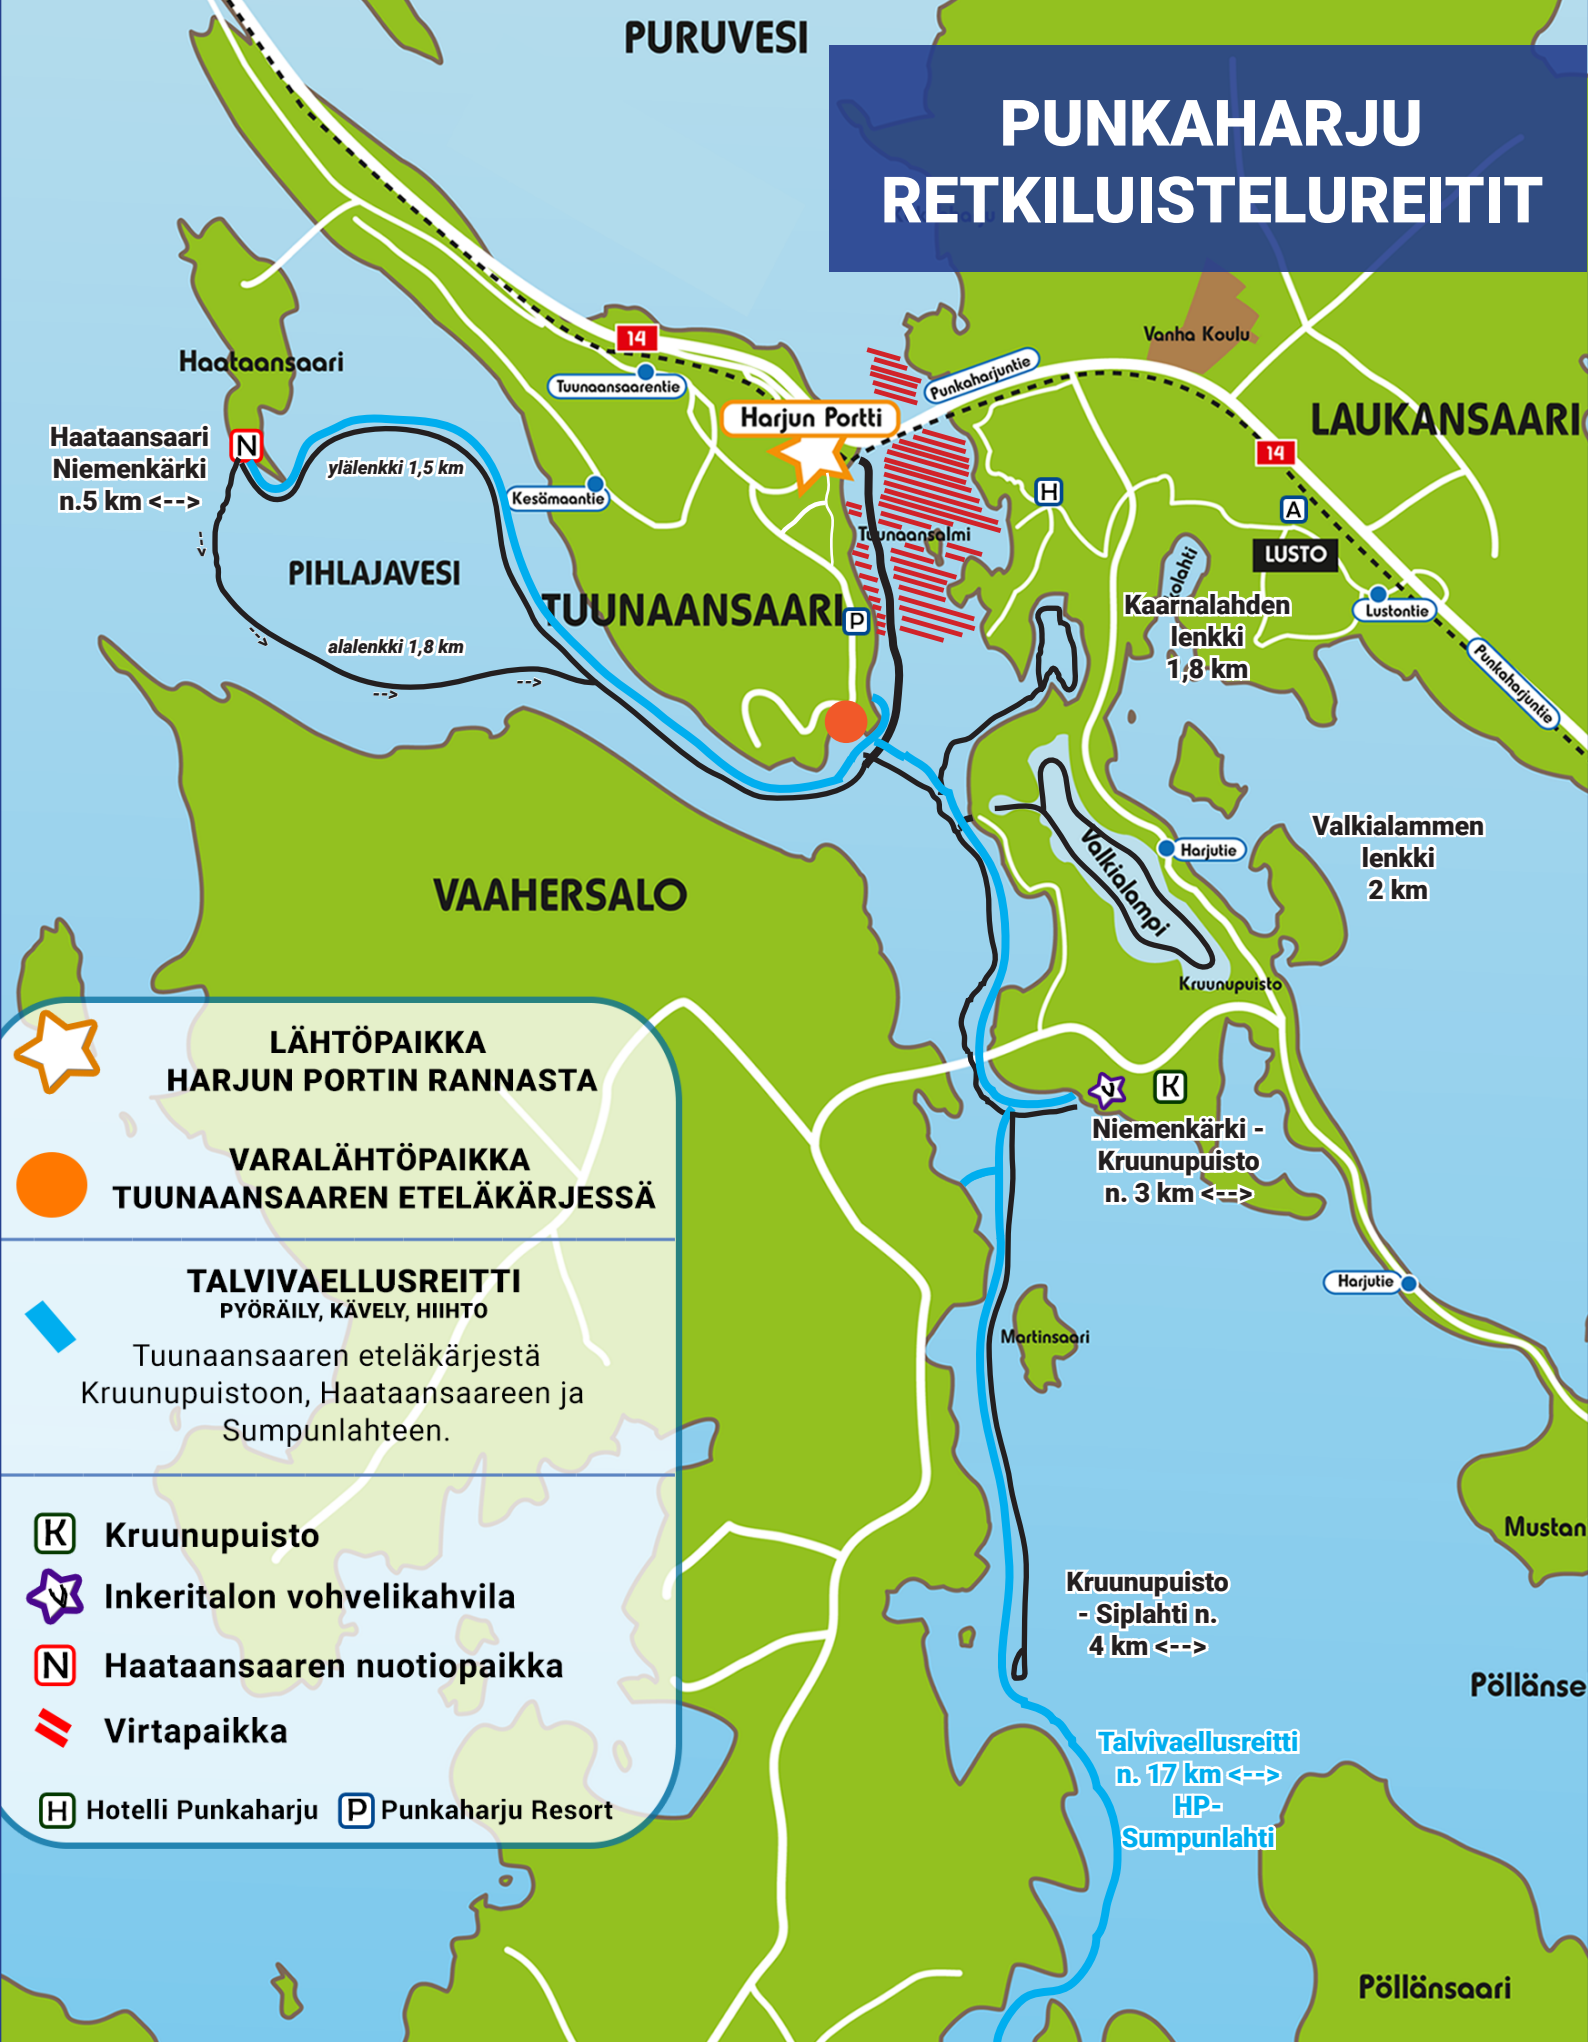 PURUVESI
PUNKAHARJU
RETKILUISTELUREITIT
14
Vanha Koulu
Haataansaari
Tuunaansaarentie
Punkaharjuntie
Harjun Portti
LAUKANSAARI
Haataansaari
Niemenkärki
n.5 km <-->
N
ylälenkki 1,5 km
14
Kesämaantie
H
A
Tuunaansalmi
LUSTO
-->
PIHLAJAVESI
TUUNAANSAARI
P
Kaarnalahden
lenkki
1,8 km
Lustontie
-->
alalenkki 1,8 km
-->
-->
Punkaharjuntie
Valkialammen
lenkki
2 km
Harjutie
Valkialampi
VAAHERSALO
Kruunupuisto
K
Niemenkärki -
Kruunupuisto
n. 3 km <-->
Harjutie
Martinsaari
Mustan
Kruunupuisto
- Siplahti n.
4 km <-->
Pöllänse
Talvivaellusreitti
n. 17 km <-->
HP-
Sumpunlahti
Pöllänsaari
LÄHTÖPAIKKA
HARJUN PORTIN RANNASTA
VARALÄHTÖPAIKKA
TUUNAANSAAREN ETELÄKÄRJESSÄ
TALVIVAELLUSREITTI
PYÖRÄILY, KÄVELY, HIIHTO
Tuunaansaaren eteläkärjestä
Kruunupuistoon, Haataansaareen ja
Sumpunlahteen.
K Kruunupuisto
V Inkeritalon vohvelikahvila
N Haataansaaren nuotiopaikka
Virtapaikka
H Hotelli Punkaharju P Punkaharju Resort